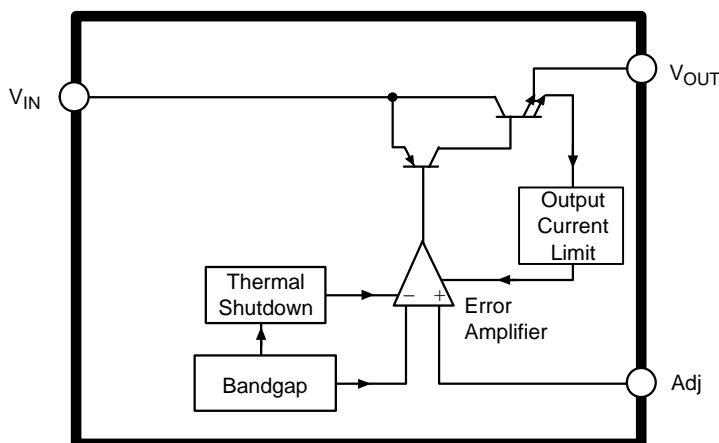 V_IN
V_OUT
Output
Current
Limit
Thermal
Shutdown
− +
Error
Amplifier
Bandgap
Adj